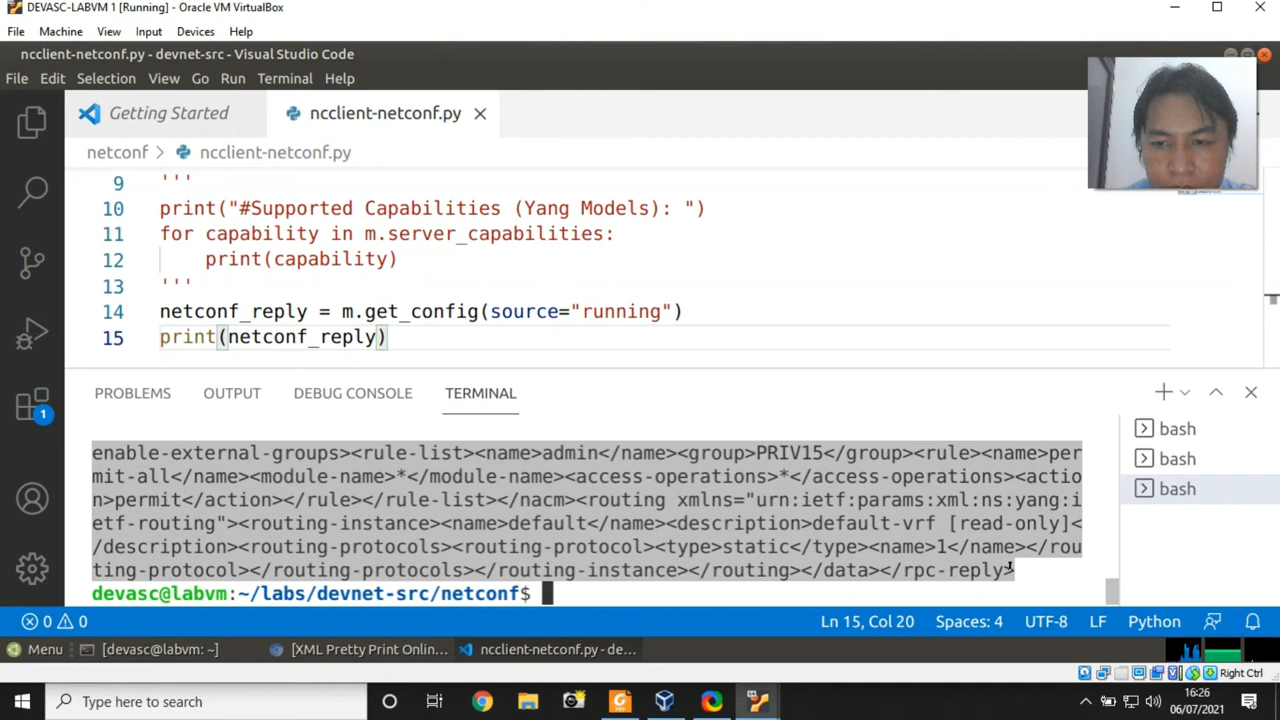 DEVASC-LABVM 1 [Running] - Oracle VM VirtualBox
File Machine View Input Devices Help
ncclient-netconf.py - devnet-src - Visual Studio Code
File Edit Selection View Go Run Terminal Help
Getting Started
ncclient-netconf.py
netconf > ncclient-netconf.py
9 '''
10 print("#Supported Capabilities (Yang Models): ")
11 for capability in m.server_capabilities:
12 print(capability)
13 '''
14 netconf_reply = m.get_config(source="running")
15 print(netconf_reply)
PROBLEMS OUTPUT DEBUG CONSOLE TERMINAL
enable-external-groups><rule-list><name>admin</name><group>PRIV15</group><rule><name>per
mit-all</name><module-name>*</module-name><access-operations>*</access-operations><actio
n>permit</action></rule></rule-list></nacm><routing xmlns="urn:ietf:params:xml:ns:yang:i
etf-routing"><routing-instance><name>default</name><description>default-vrf [read-only]<
/description><routing-protocols><routing-protocol><type>static</type><name>1</name></rou
ting-protocol></routing-protocols></routing-instance></routing></data></rpc-reply>
devasc@labvm:~/labs/devnet-src/netconf$
bash
bash
bash
1
0 0
Ln 15, Col 20 Spaces: 4 UTF-8 LF Python
Menu [devasc@labvm: ~] [XML Pretty Print Onlin... ncclient-netconf.py - de...
Right Ctrl
Type here to search
16:26
06/07/2021